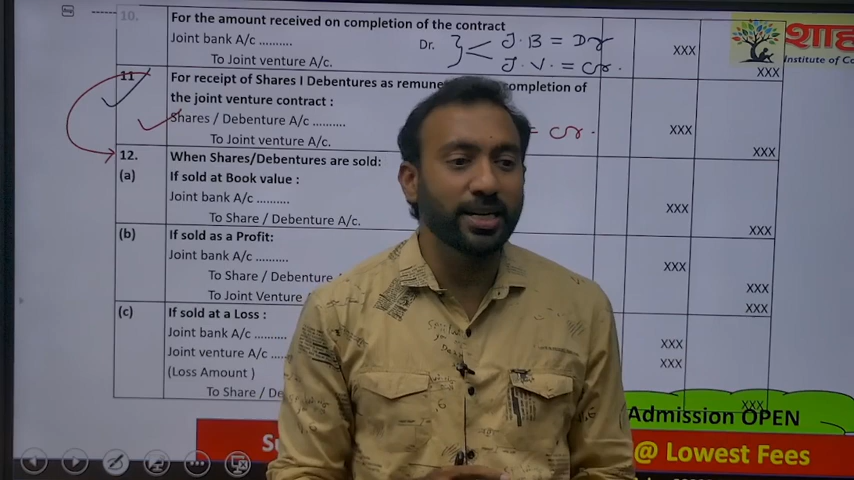 10. For the amount received on completion of the contract
Joint bank A/c .......... Dr. J.B = Dr
To Joint venture A/c. J.V. = Cr.
XXX
XXX
11 For receipt of Shares I Debentures as completion of
the joint venture contract :
Shares / Debenture A/c .......... = Cr.
To Joint venture A/c.
XXX
XXX
12. When Shares/Debentures are sold:
(a) If sold at Book value :
Joint bank A/c ..........
To Share / Debenture A/c.
XXX
XXX
(b) If sold as a Profit:
Joint bank A/c ..........
To Share / Debenture
To Joint Venture
XXX
XXX
XXX
(c) If sold at a Loss :
Joint bank A/c ..........
Joint venture A/c .....
(Loss Amount )
To Share / De
XXX
XXX
XXX
शाह
Institute of Co
Admission OPEN
@ Lowest Fees